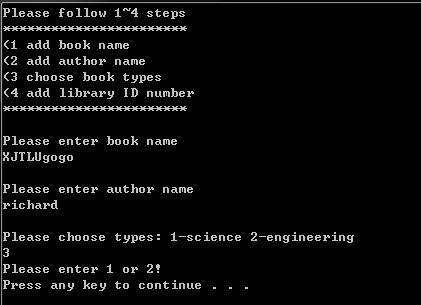 Please follow 1~4 steps
***********************
<1 add book name
<2 add author name
<3 choose book types
<4 add library ID number
***********************
Please enter book name
XJTLUgogo
Please enter author name
richard
Please choose types: 1-science 2-engineering
3
Please enter 1 or 2!
Press any key to continue . . .